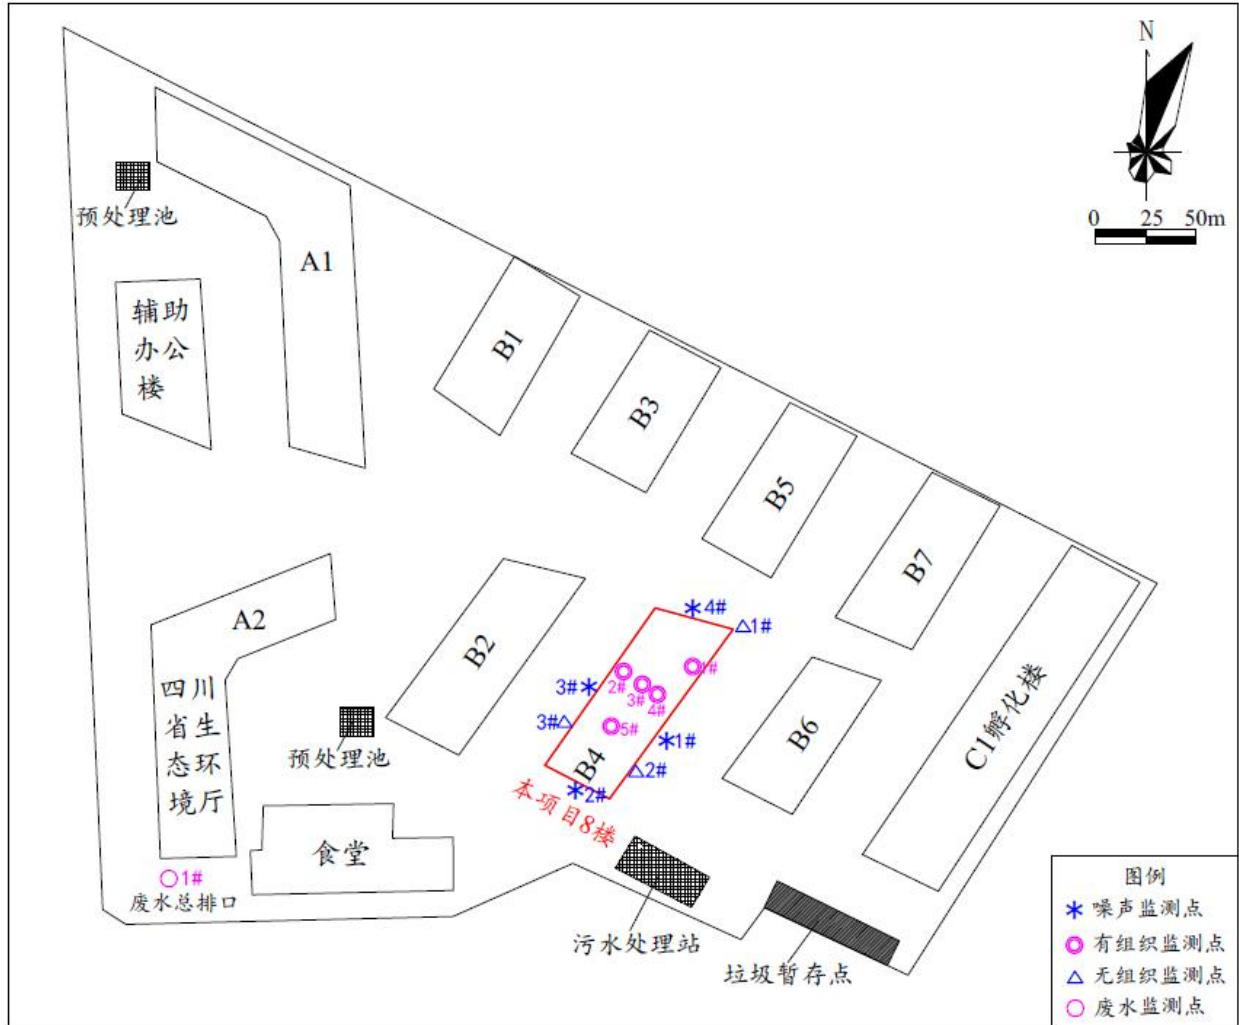 N
0 25 50m
预处理池
A1
辅助
办公
楼
B1
B3
B5
B7
A2
B2
四川
省生
态环
境厅
预处理池
4#
1#
3#
3#
1#
2#
3#
4#
5#
1#
2#
2#
B4
本项目8楼
B6
C1孵化楼
食堂
1#
废水总排口
污水处理站
垃圾暂存点
图例
噪声监测点
有组织监测点
无组织监测点
废水监测点